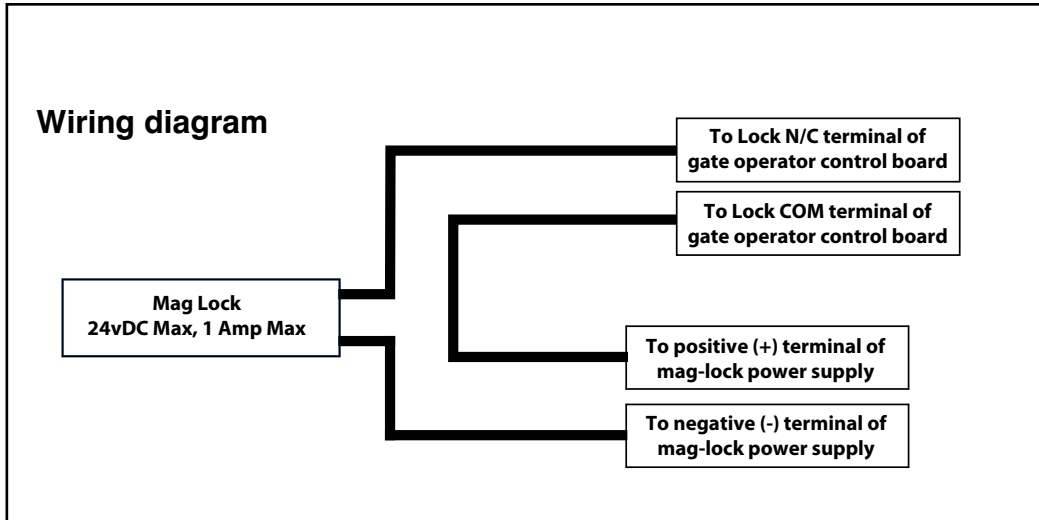 Wiring diagram
To Lock N/C terminal of
gate operator control board
To Lock COM terminal of
gate operator control board
Mag Lock
24vDC Max, 1 Amp Max
To positive (+) terminal of
mag-lock power supply
To negative (-) terminal of
mag-lock power supply